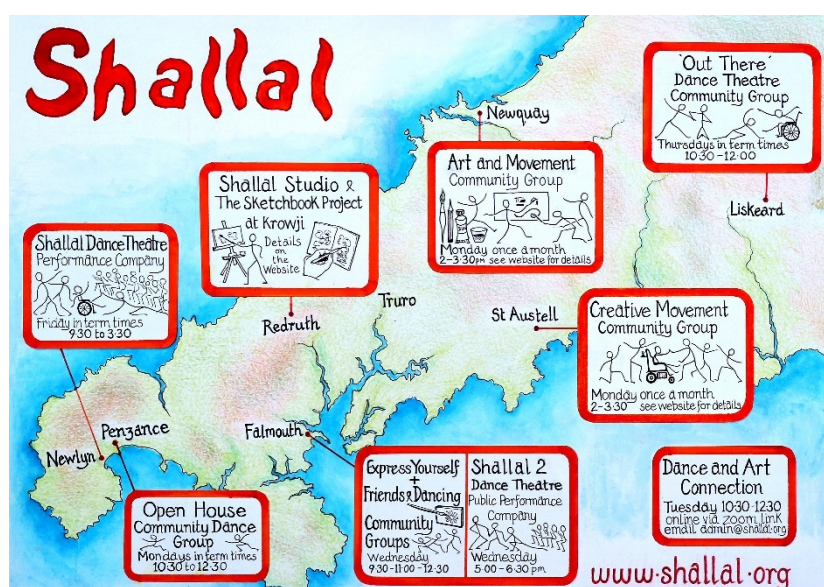 Shallal
'Out There'
Dance Theatre
Community Group
Thursdays in term times
10:30 - 12:00
Newquay
Art and Movement
Community Group
Monday once a month
2-3:30pm see website for details
Liskeard
Shallal Studio &
The Sketchbook Project
at Krowji
Details
on
the
Website
Shallal Dance Theatre
Performance Company
Friday in term times
9:30 to 3:30
Redruth
Truro
St Austell
Creative Movement
Community Group
Monday once a month
2-3:30 see website for details
Penzance
Newlyn
Falmouth
Open House
Community Dance
Group
Mondays in term times
10:30 to 12:30
Express Yourself
+
Friends & Dancing
Community
Groups
Wednesday
9:30-11:00-12:30
Shallal 2
Dance Theatre
Public Performance
Company
Wednesday
5:00 - 6:30 pm
Dance and Art
Connection
Tuesday 10:30-12:30
online via zoom link
email admin@shallal.org
www.shallal.org